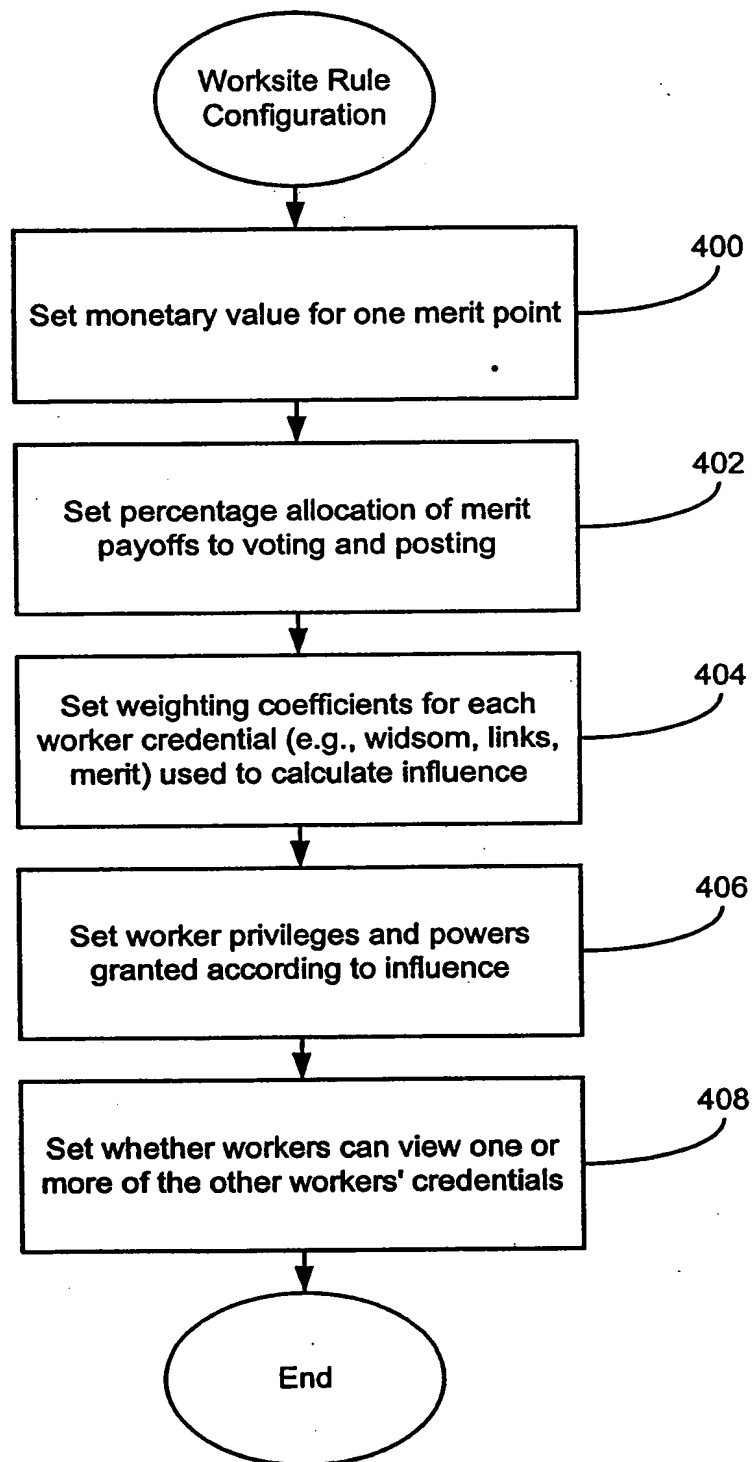 Worksite Rule
Configuration
400
Set monetary value for one merit point
402
Set percentage allocation of merit
payoffs to voting and posting
404
Set weighting coefficients for each
worker credential (e.g., widsom, links,
merit) used to calculate influence
406
Set worker privileges and powers
granted according to influence
408
Set whether workers can view one or
more of the other workers' credentials
End